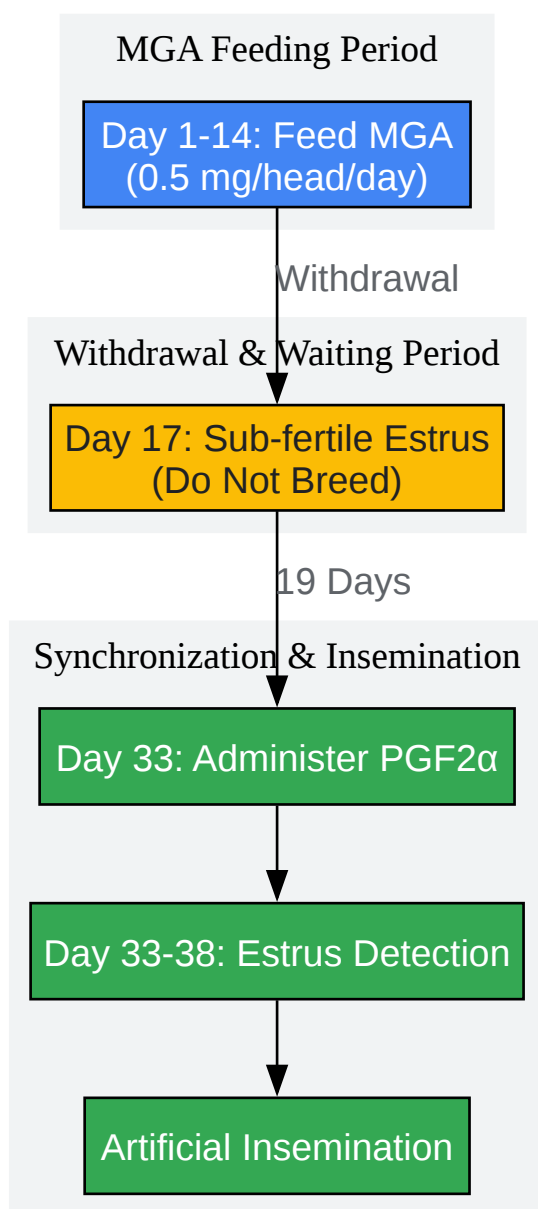 MGA Feeding Period
Day 1-14: Feed MGA
(0.5 mg/head/day)
Withdrawal
Withdrawal & Waiting Period
Day 17: Sub-fertile Estrus
(Do Not Breed)
19 Days
Synchronization & Insemination
Day 33: Administer PGF2α
Day 33-38: Estrus Detection
Artificial Insemination